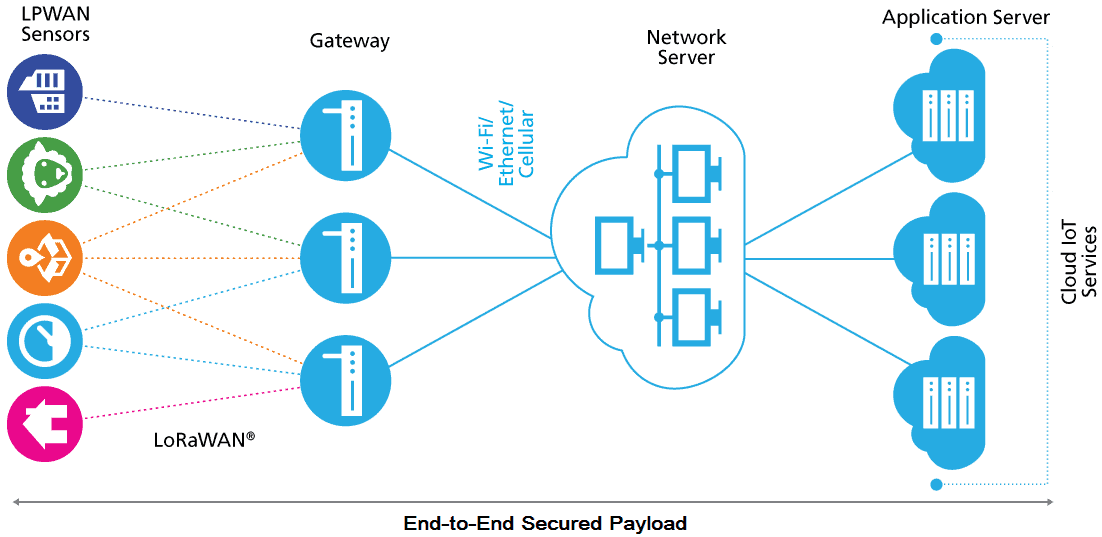 LPWAN
Sensors
Gateway
Network
Server
Application Server
Wi-Fi/
Ethernet/
Cellular
Cloud IoT
Services
LoRaWAN®
End-to-End Secured Payload